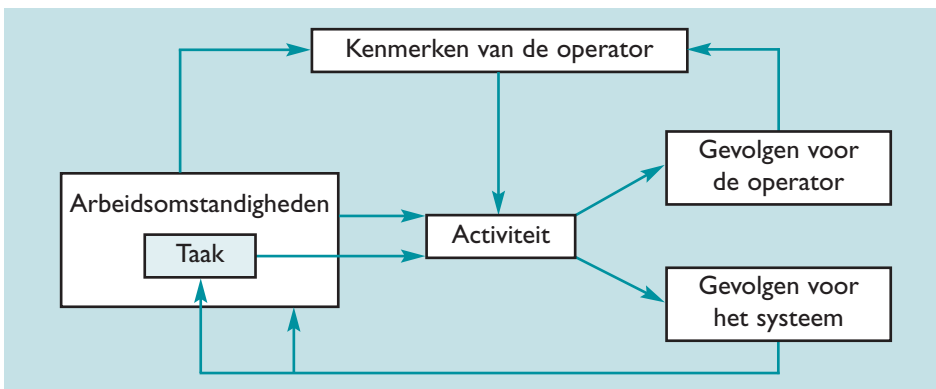 Kenmerken van de operator
Gevolgen voor
de operator
Arbeidsomstandigheden
Taak
Activiteit
Gevolgen voor
het systeem